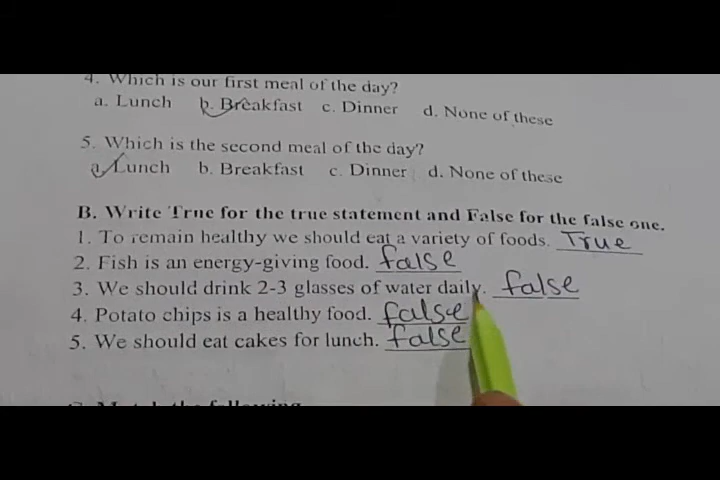 4. Which is our first meal of the day?
a. Lunch b. Breakfast c. Dinner d. None of these
5. Which is the second meal of the day?
a. Lunch b. Breakfast c. Dinner d. None of these
B. Write True for the true statement and False for the false one.
1. To remain healthy we should eat a variety of foods. True
2. Fish is an energy-giving food. false
3. We should drink 2-3 glasses of water daily. false
4. Potato chips is a healthy food. false
5. We should eat cakes for lunch. false
C. Match the following